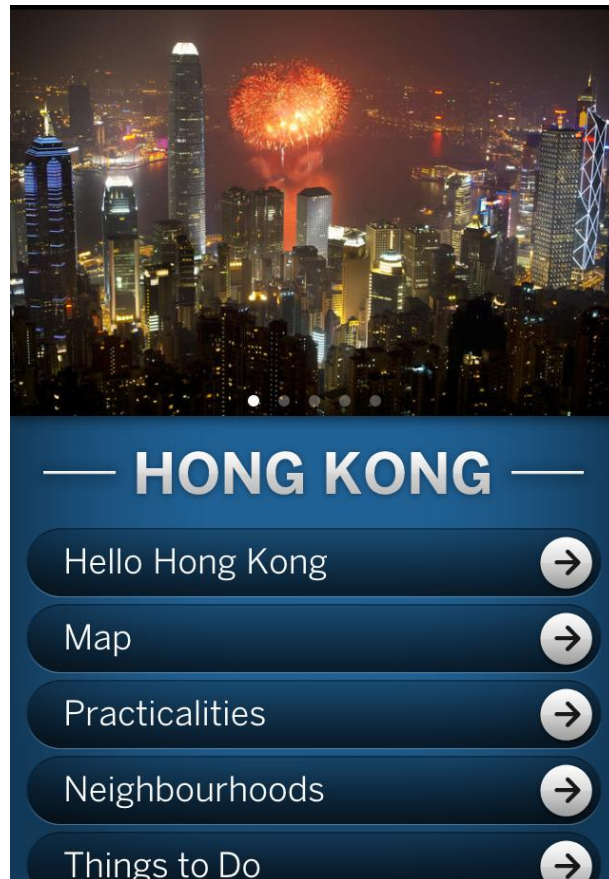 HONG KONG
Hello Hong Kong
Map
Practicalities
Neighbourhoods
Things to Do